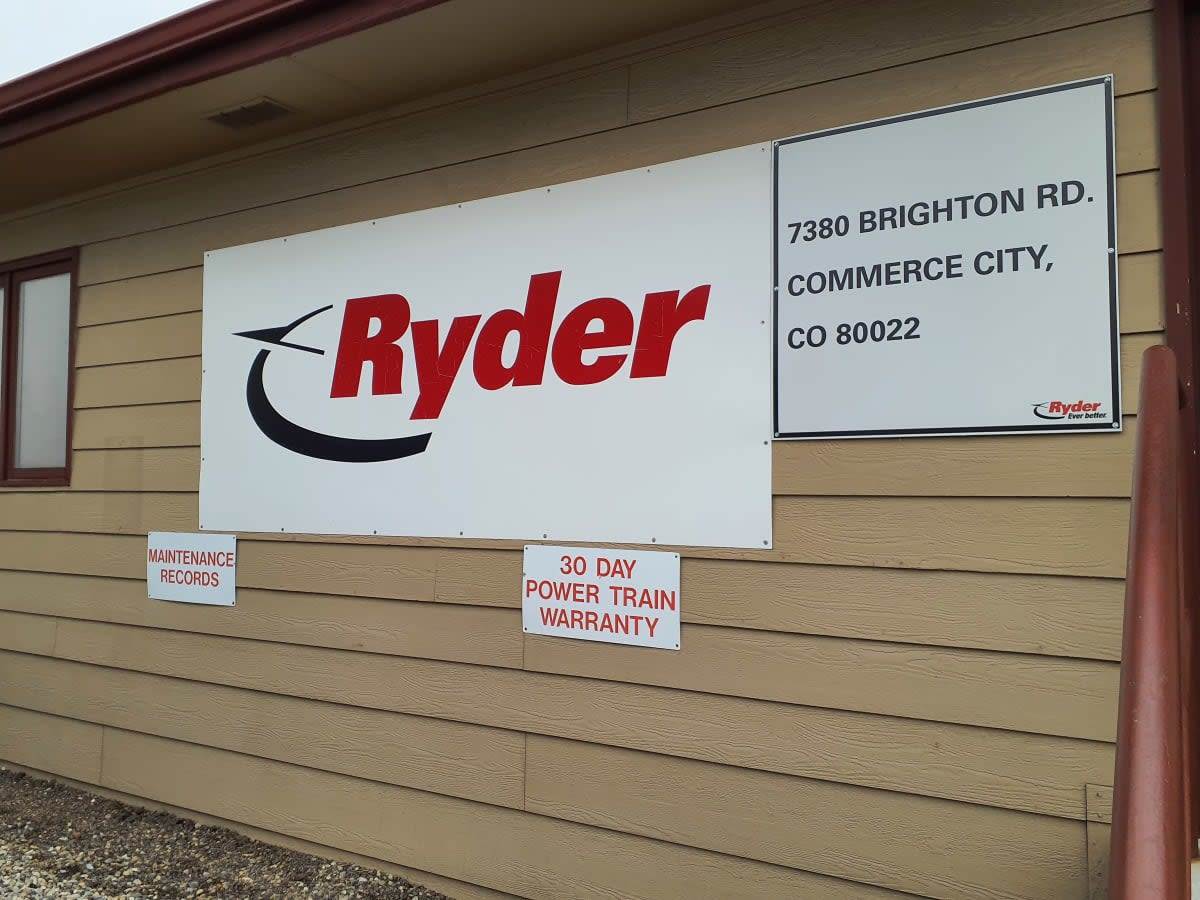 Ryder
7380 BRIGHTON RD.
COMMERCE CITY,
CO 80022
Ryder
Ever better.
MAINTENANCE
RECORDS
30 DAY
POWER TRAIN
WARRANTY